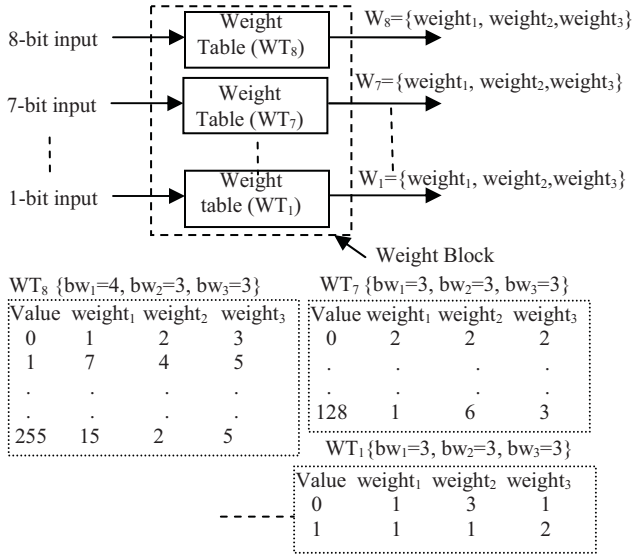 8-bit input
Weight
Table (WT₈)
W₈={weight₁, weight₂,weight₃}
7-bit input
Weight
Table (WT₇)
W₇={weight₁, weight₂,weight₃}
1-bit input
Weight
table (WT₁)
W₁={weight₁, weight₂,weight₃}
Weight Block
WT₈ {bw₁=4, bw₂=3, bw₃=3}
Value weight₁ weight₂ weight₃
0 1 2 3
1 7 4 5
. . . .
. . . .
255 15 2 5
WT₇ {bw₁=3, bw₂=3, bw₃=3}
Value weight₁ weight₂ weight₃
0 2 2 2
. . . .
. . . .
128 1 6 3
WT₁{bw₁=3, bw₂=3, bw₃=3}
Value weight₁ weight₂ weight₃
0 1 3 1
1 1 1 2